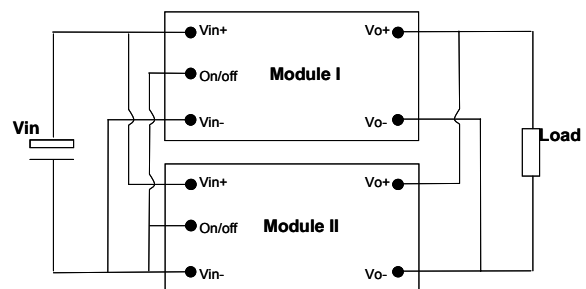 Vin+
Vo+
On/off
Module I
Vin-
Vo-
Vin
Load
Vin+
Vo+
On/off
Module II
Vin-
Vo-